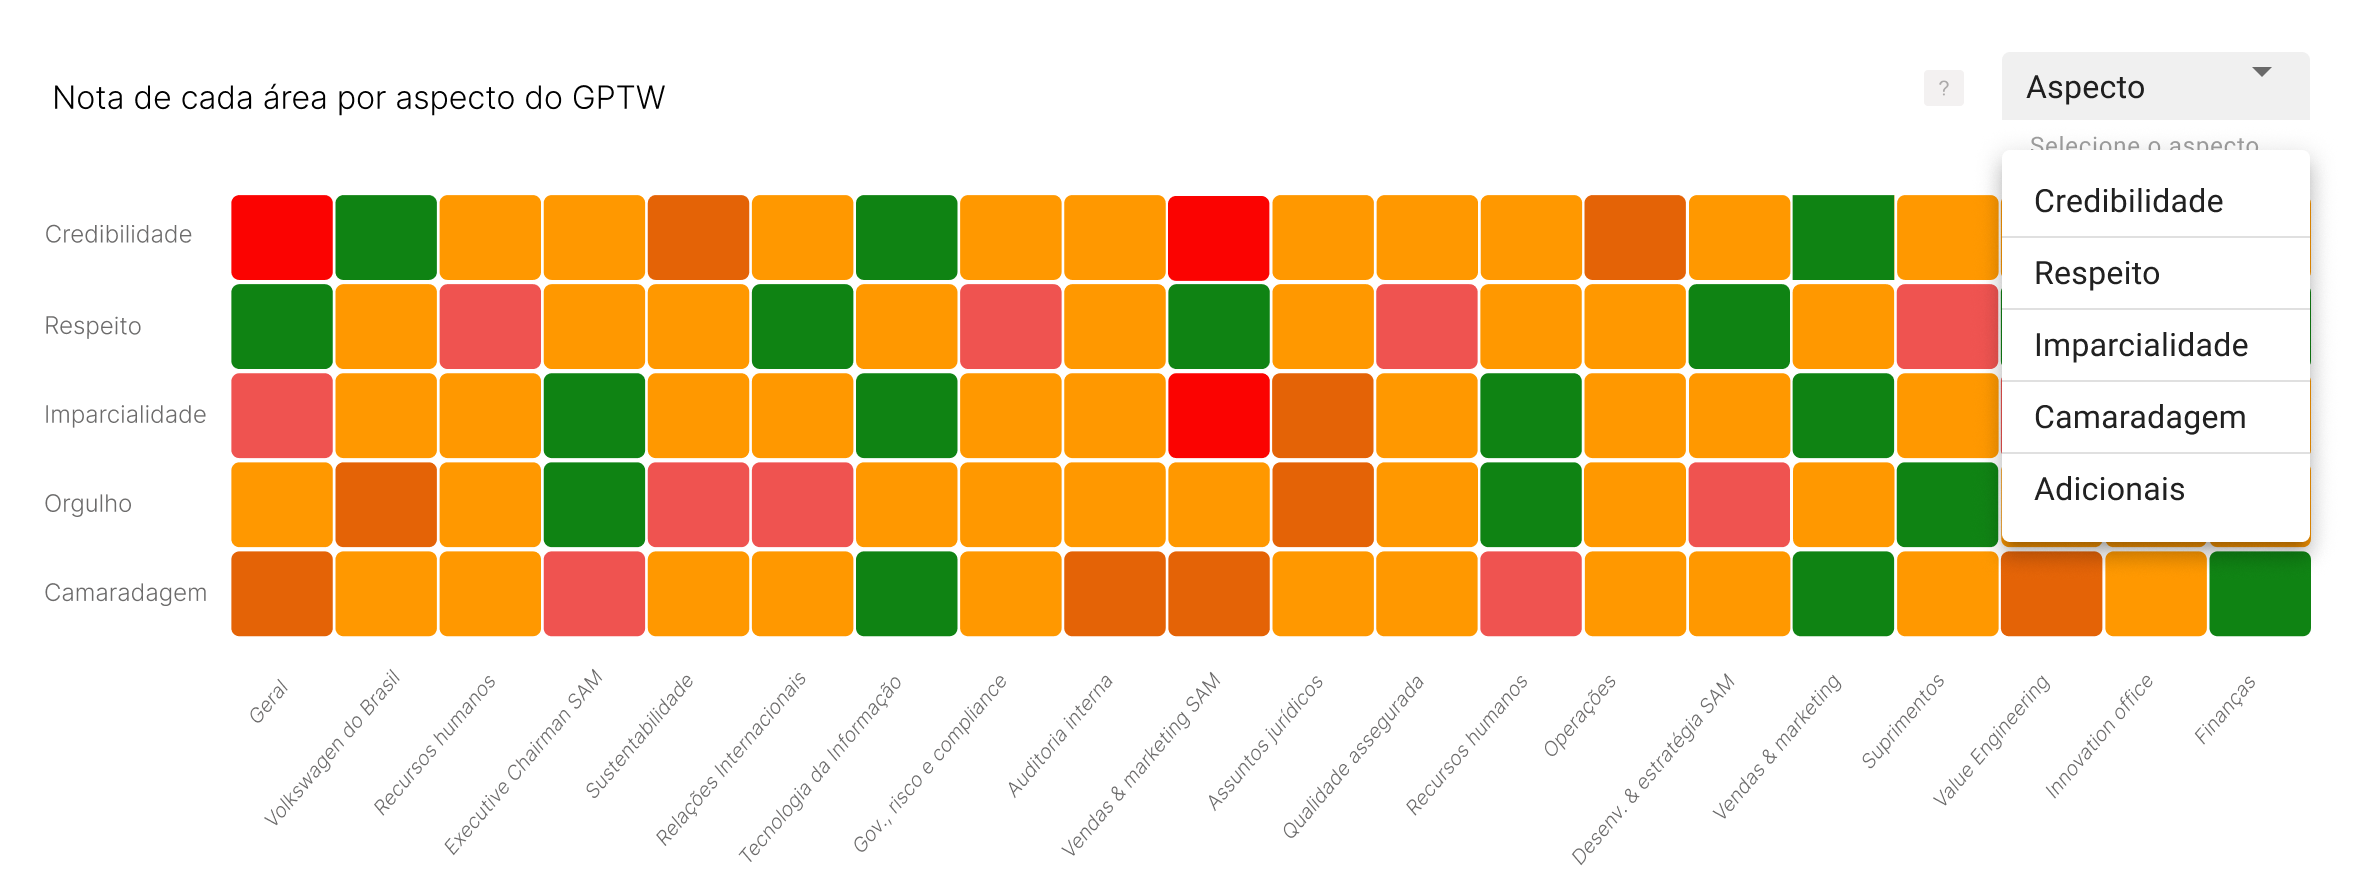 Nota de cada área por aspecto do GPTW
?
Aspecto
Selecione o aspecto
Credibilidade
Respeito
Imparcialidade
Camaradagem
Adicionais
Credibilidade
Respeito
Imparcialidade
Orgulho
Camaradagem
Geral
Volkswagen do Brasil
Recursos humanos
Executive Chairman SAM
Sustentabilidade
Relações Internacionais
Tecnologia da Informação
Gov., risco e compliance
Auditoria interna
Vendas & marketing SAM
Assuntos jurídicos
Qualidade assegurada
Recursos humanos
Operações
Desenv. & estratégia SAM
Vendas & marketing
Suprimentos
Value Engineering
Innovation office
Finanças